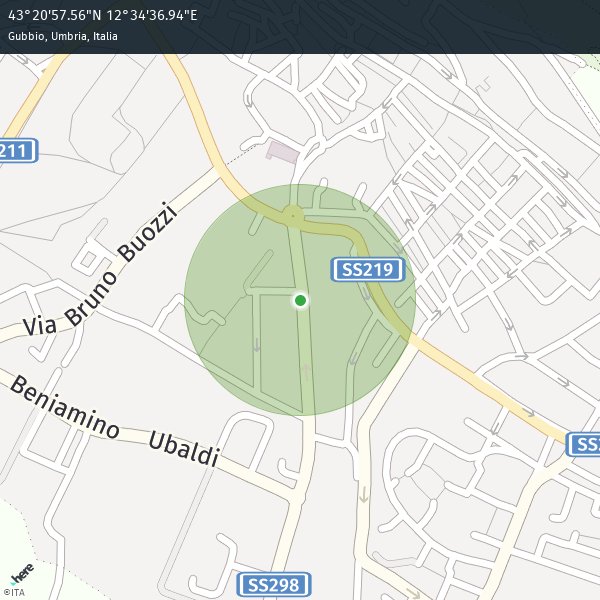 43°20'57.56"N 12°34'36.94"E
Gubbio, Umbria, Italia
211
Via Bruno Buozzi
SS219
Beniamino Ubaldi
SS2
SS298
here
©ITA